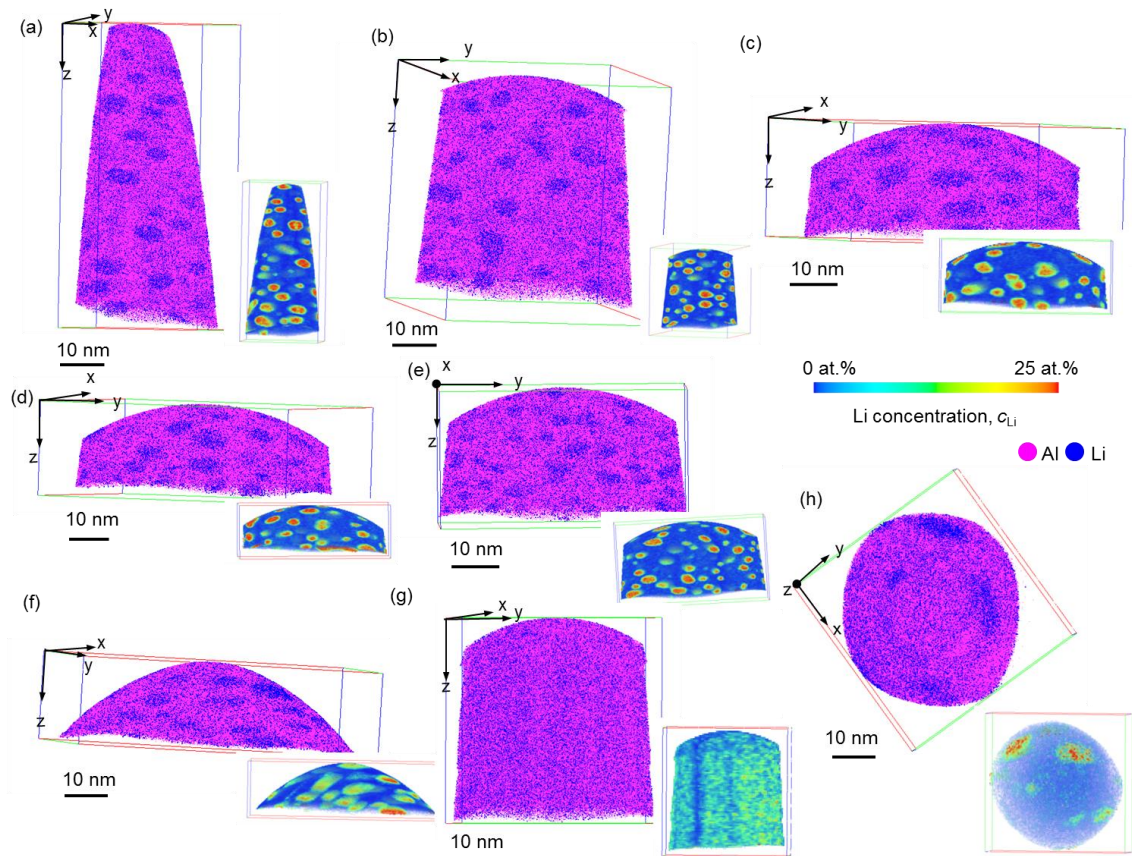 (a)
y
x
z
10 nm
(b)
y
x
z
10 nm
(c)
x
y
z
10 nm
(d)
x
y
z
10 nm
(e)
y
z
10 nm
0 at.%
25 at.%
Li concentration, cLi
Al
Li
(f)
x
y
z
10 nm
(g)
x
y
z
10 nm
(h)
y
z
x
10 nm